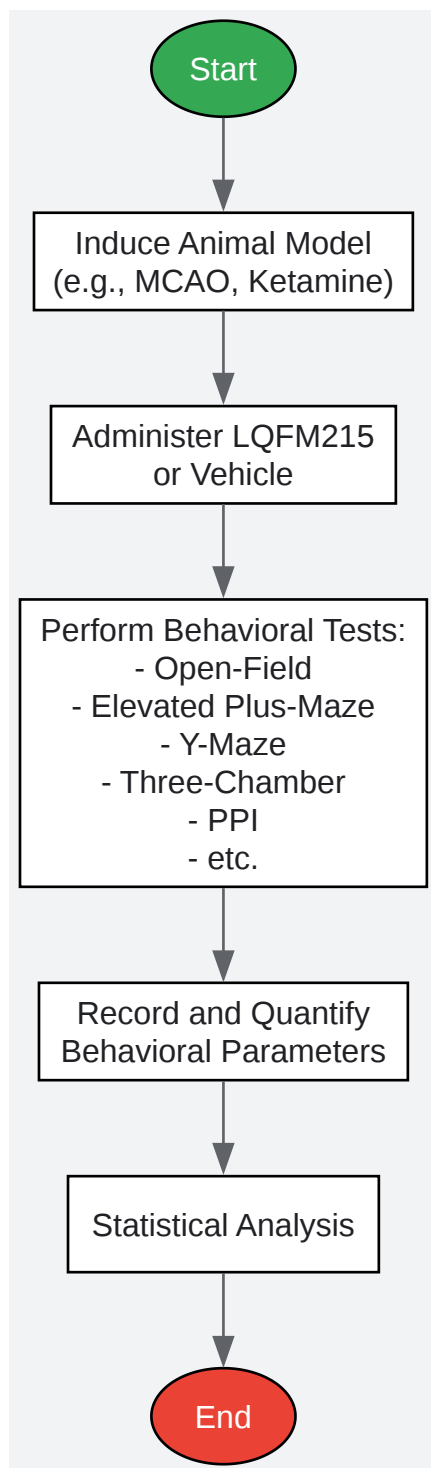 Start
Induce Animal Model
(e.g., MCAO, Ketamine)
Administer LQFM215
or Vehicle
Perform Behavioral Tests:
- Open-Field
- Elevated Plus-Maze
- Y-Maze
- Three-Chamber
- PPI
- etc.
Record and Quantify
Behavioral Parameters
Statistical Analysis
End